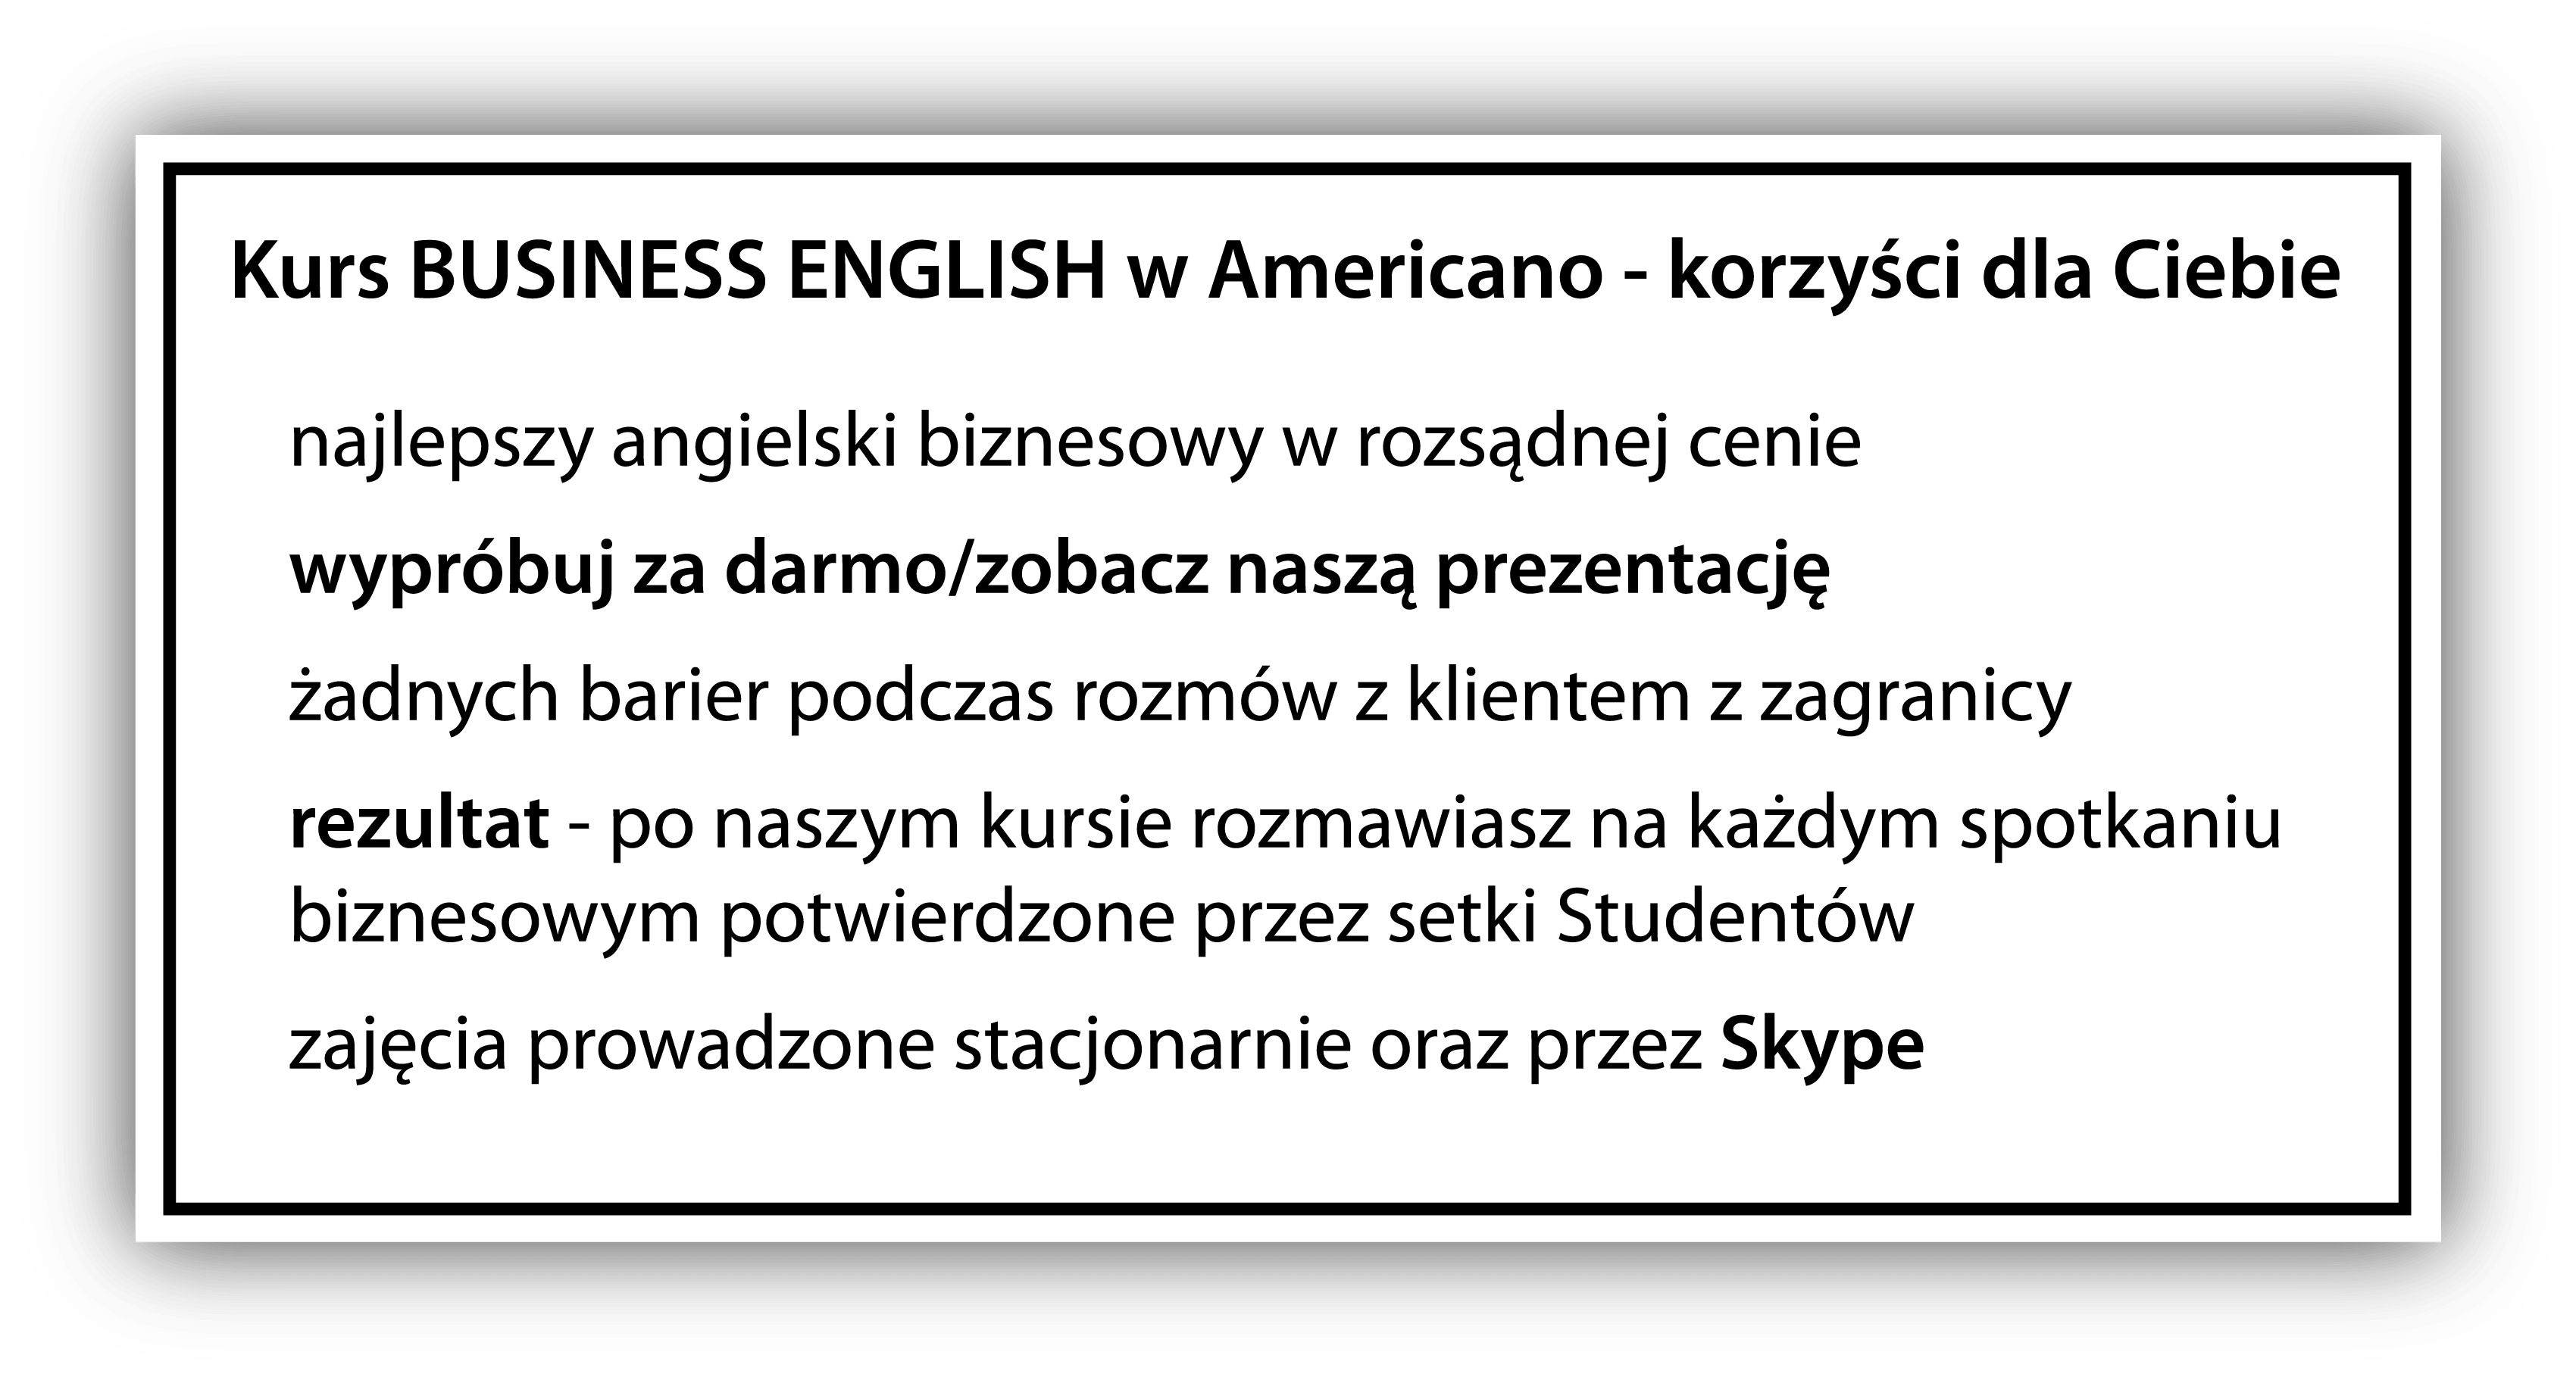 Kurs BUSINESS ENGLISH w Americano - korzyści dla Ciebie
najlepszy angielski biznesowy w rozsądnej cenie
wypróbuj za darmo/zobacz naszą prezentację
żadnych barier podczas rozmów z klientem z zagranicy
rezultat - po naszym kursie rozmawiasz na każdym spotkaniu
biznesowym potwierdzone przez setki Studentów
zajęcia prowadzone stacjonarnie oraz przez Skype